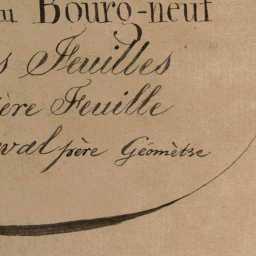 u Bourg-neuf
s Feuilles
ère Feuille
val père Géomètre